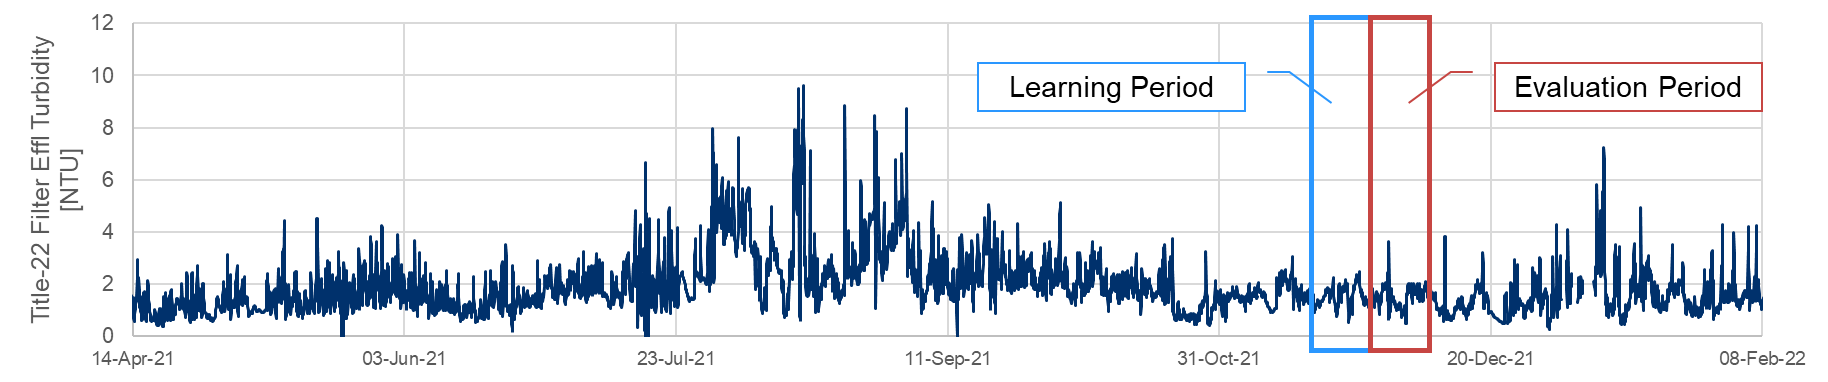 Title-22 Filter Effl Turbidity
[NTU]
12
10
8
6
4
2
0
14-Apr-21
03-Jun-21
23-Jul-21
11-Sep-21
31-Oct-21
20-Dec-21
08-Feb-22
Learning Period
Evaluation Period